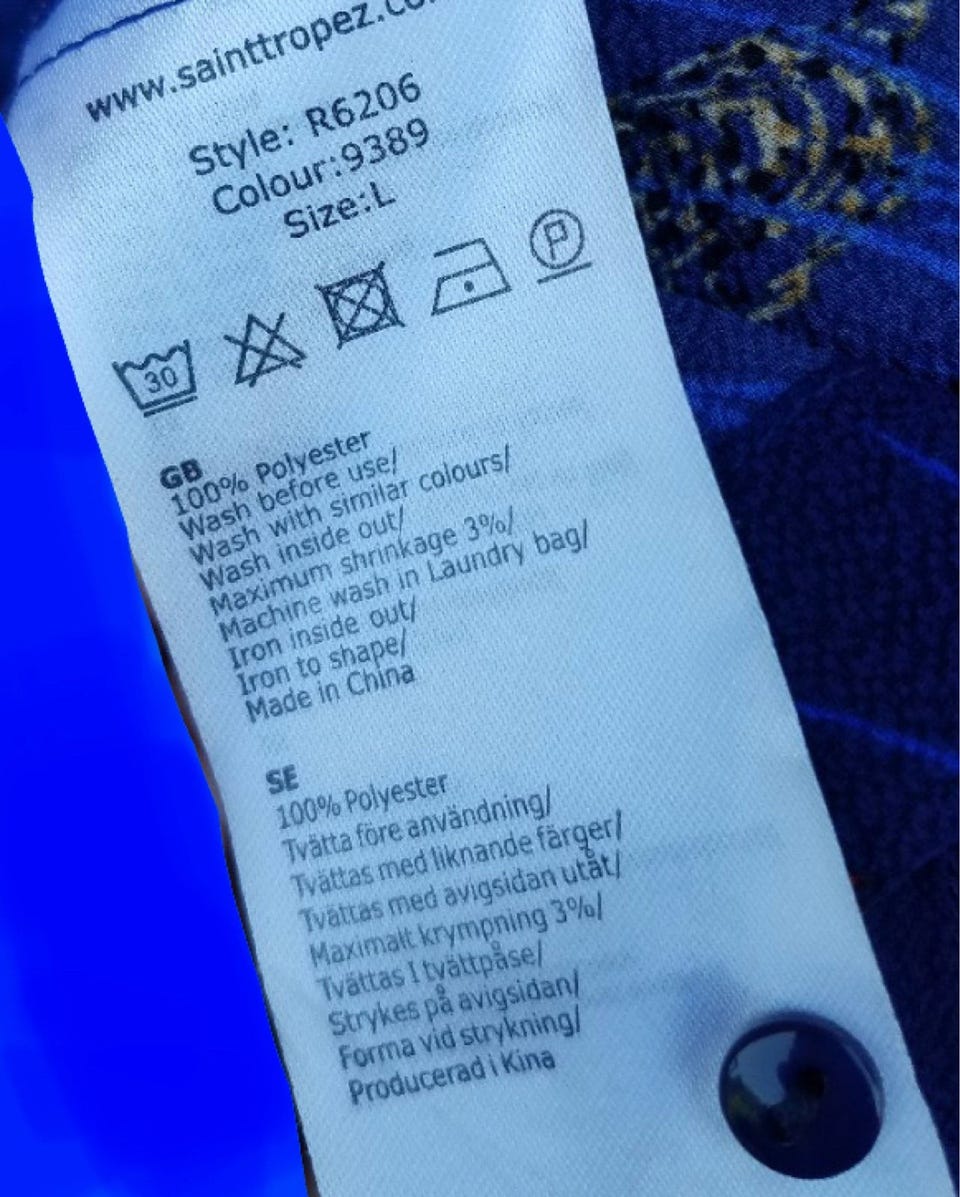 www.sainttropez.co
Style: R6206
Colour:9389
Size:L
30
P
GB
100% Polyester
Wash before use/
Wash with similar colours/
Wash inside out/
Maximum shrinkage 3%/
Machine wash in Laundry bag/
Iron inside out/
Iron to shape/
Made in China
SE
100% Polyester
Tvätta före användning/
Tvättas med liknande färger/
Tvättas med avigsidan utåt/
Maximalt krympning 3%/
Tvättas I tvättpåse/
Strykes på avigsidan/
Forma vid strykning/
Producerad i Kina